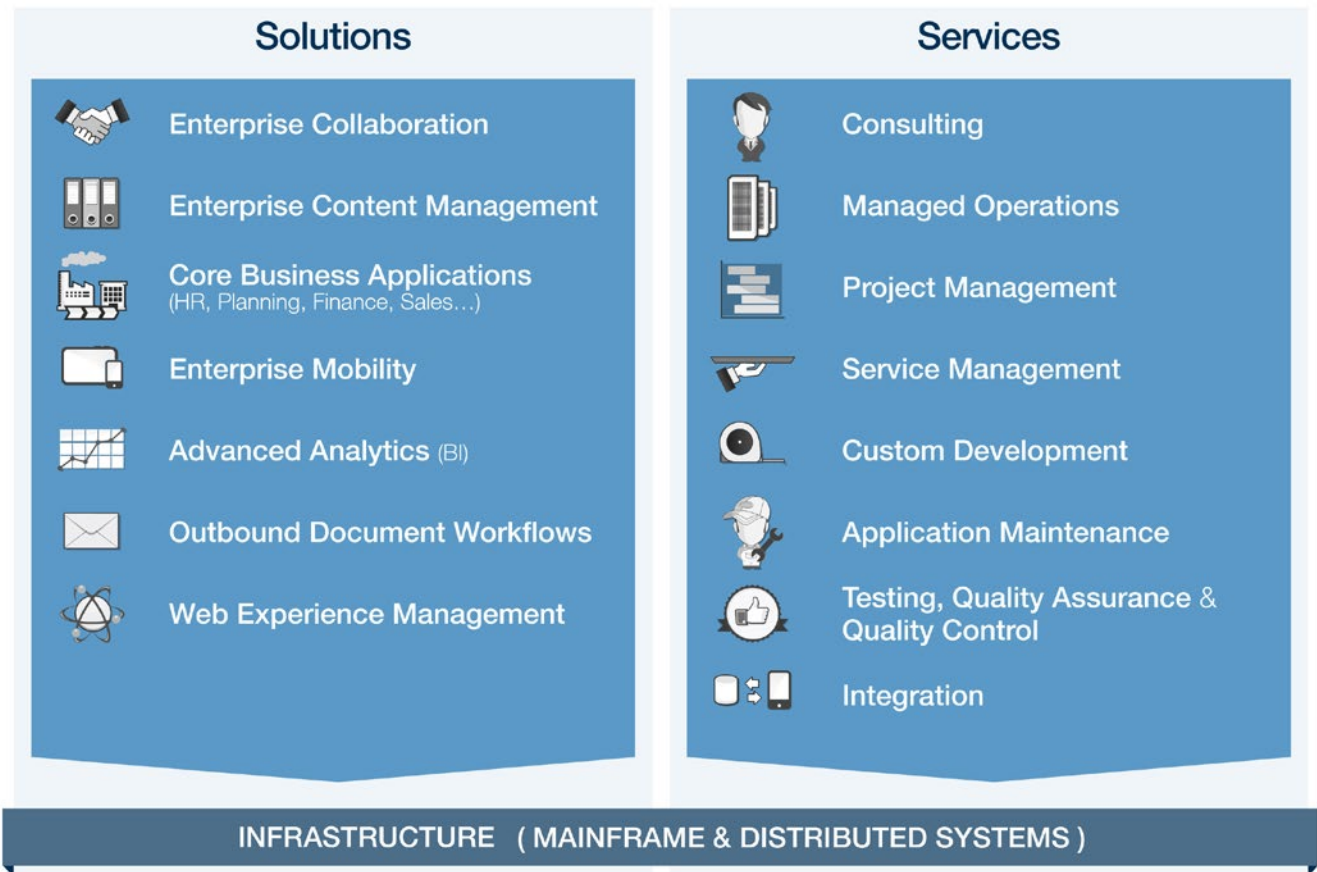 Solutions
Enterprise Collaboration
Enterprise Content Management
Core Business Applications
(HR, Planning, Finance, Sales...)
Enterprise Mobility
Advanced Analytics (BI)
Outbound Document Workflows
Web Experience Management
Services
Consulting
Managed Operations
Project Management
Service Management
Custom Development
Application Maintenance
Testing, Quality Assurance &
Quality Control
Integration
INFRASTRUCTURE ( MAINFRAME & DISTRIBUTED SYSTEMS )